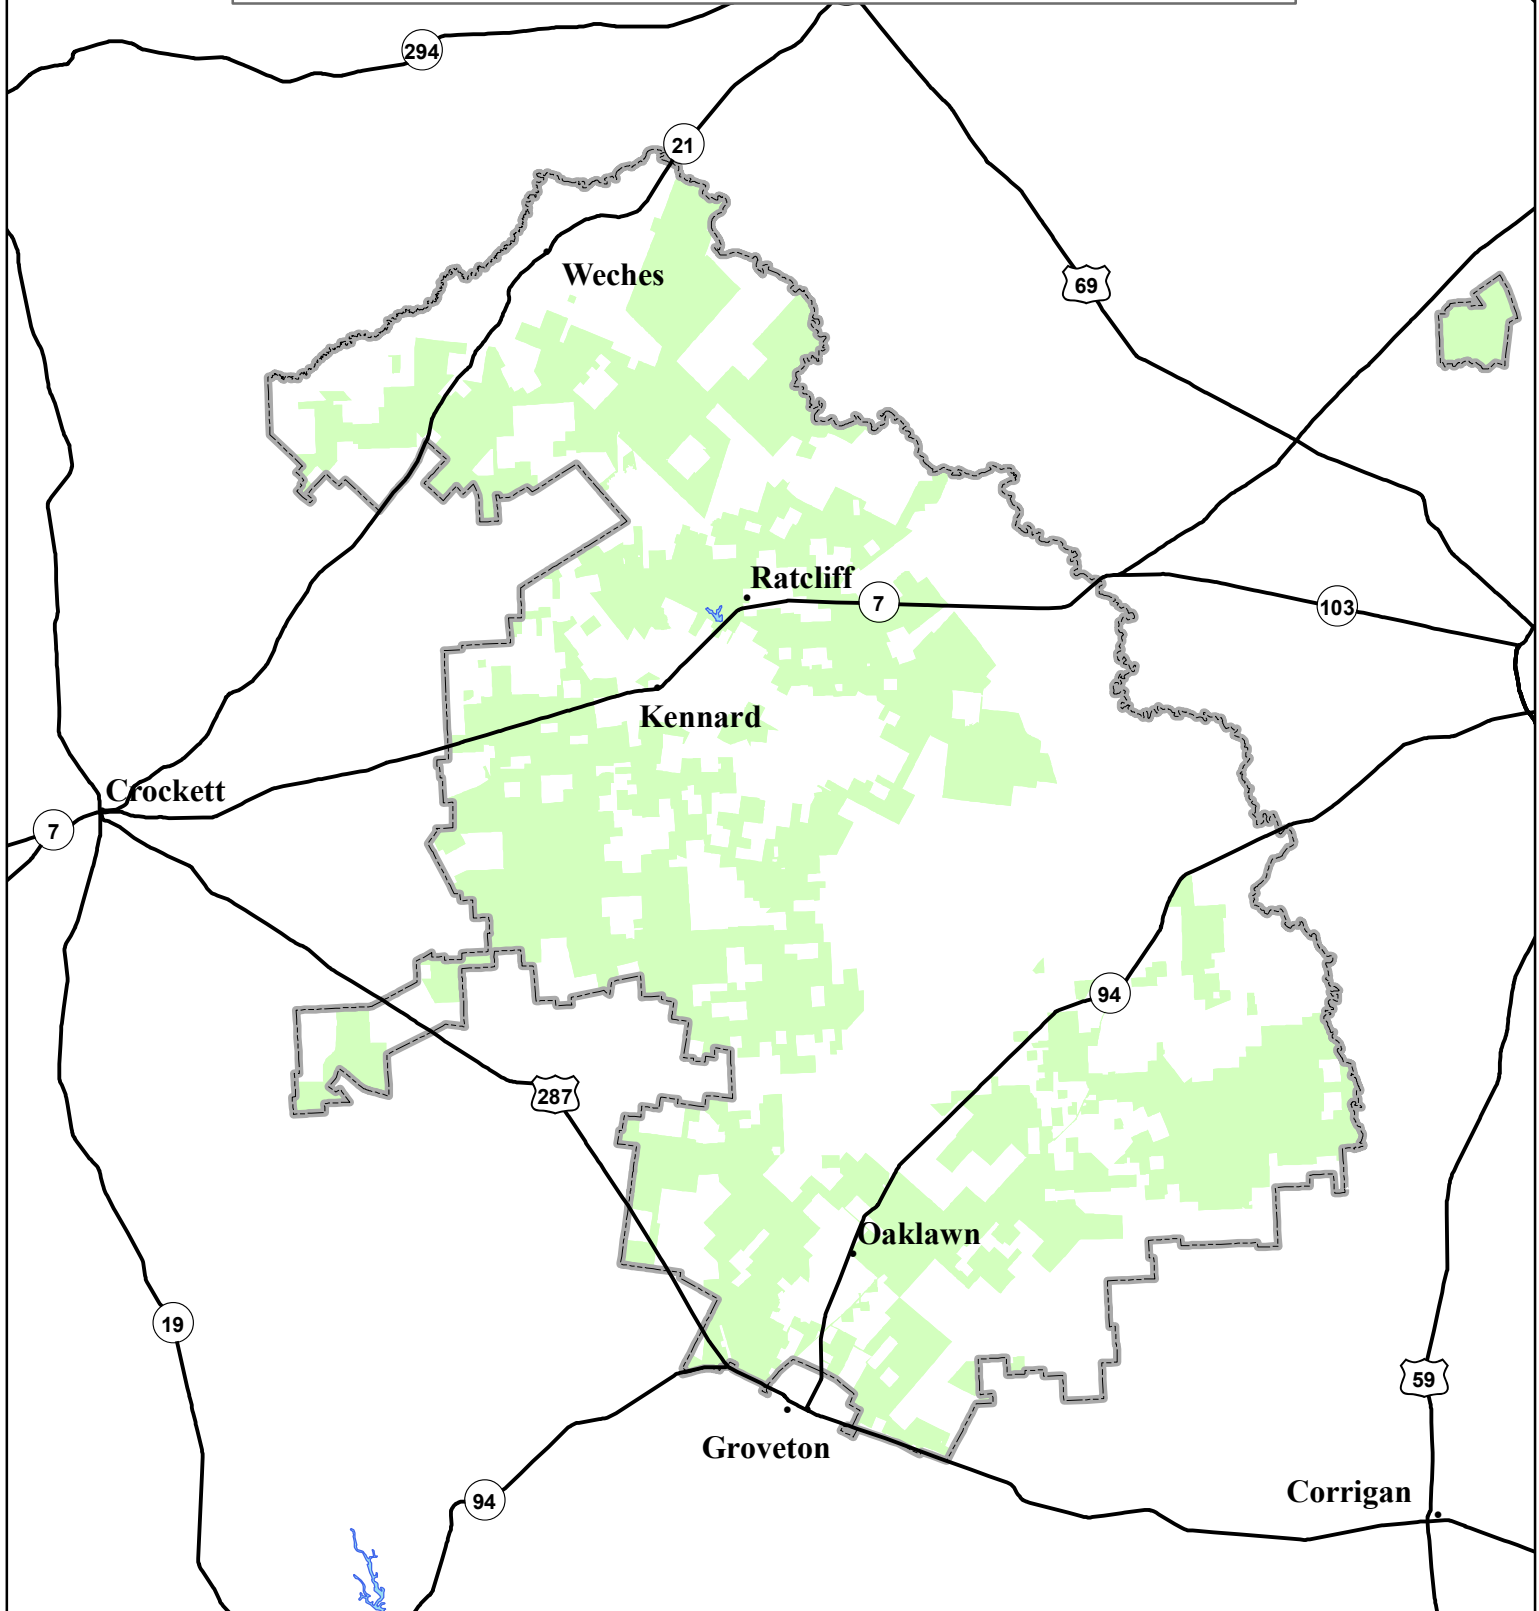 294
21
Weches
69
Ratcliff
7
103
Kennard
Crockett
7
94
287
Oaklawn
19
59
Groveton
Corrigan
94